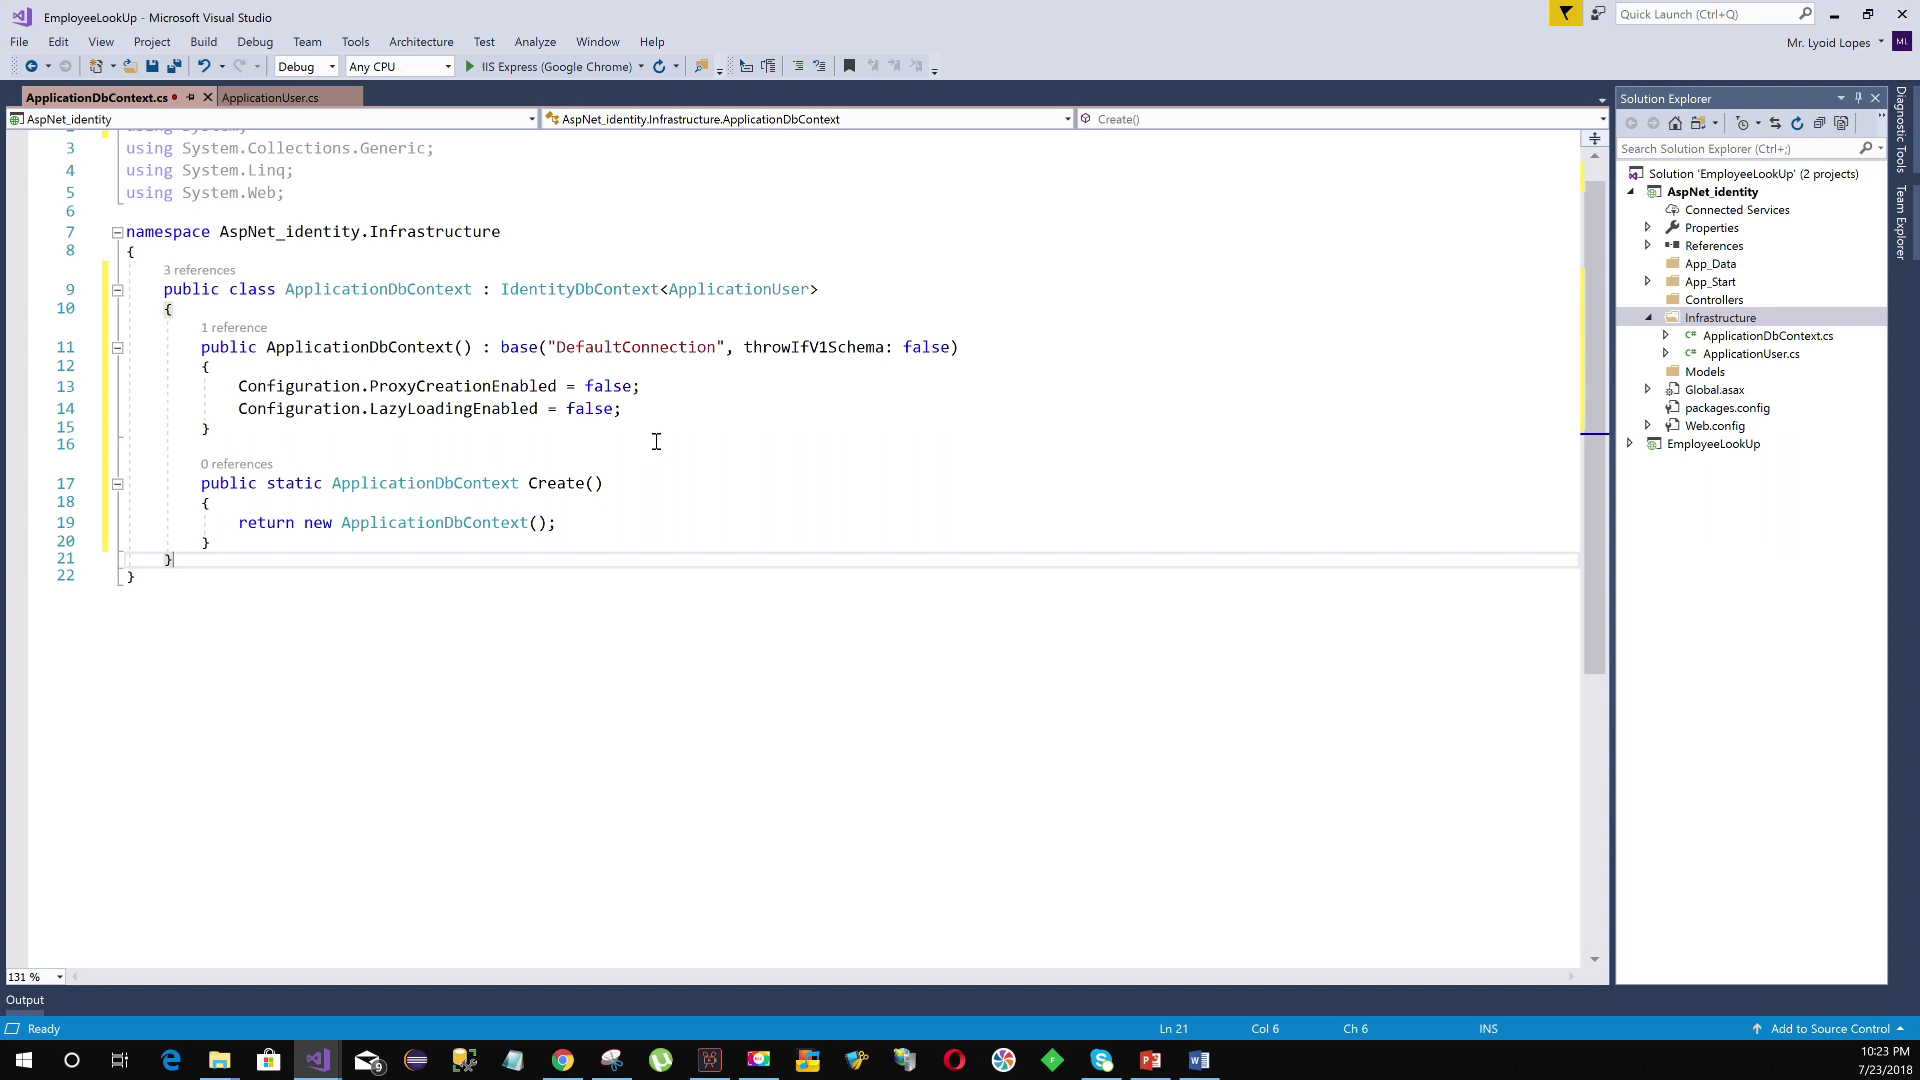 EmployeeLookUp - Microsoft Visual Studio
Quick Launch (Ctrl+Q)
File Edit View Project Build Debug Team Tools Architecture Test Analyze Window Help
Mr. Lyoid Lopes ML
Debug Any CPU IIS Express (Google Chrome)
ApplicationDbContext.cs ApplicationUser.cs
AspNet_identity AspNet_identity.Infrastructure.ApplicationDbContext Create()
2 using System;
3 using System.Collections.Generic;
4 using System.Linq;
5 using System.Web;
6
7 namespace AspNet_identity.Infrastructure
8 {
3 references
9 public class ApplicationDbContext : IdentityDbContext<ApplicationUser>
10 {
1 reference
11 public ApplicationDbContext() : base("DefaultConnection", throwIfV1Schema: false)
12 {
13 Configuration.ProxyCreationEnabled = false;
14 Configuration.LazyLoadingEnabled = false;
15 }
16
0 references
17 public static ApplicationDbContext Create()
18 {
19 return new ApplicationDbContext();
20 }
21 }
22 }
131 %
Output
Ready Ln 21 Col 6 Ch 6 INS Add to Source Control
Solution Explorer
Search Solution Explorer (Ctrl+;)
Solution 'EmployeeLookUp' (2 projects)
AspNet_identity
Connected Services
Properties
References
App_Data
App_Start
Controllers
Infrastructure
ApplicationDbContext.cs
ApplicationUser.cs
Models
Global.asax
packages.config
Web.config
EmployeeLookUp
Diagnostic Tools
Team Explorer
9
10:23 PM
7/23/2018